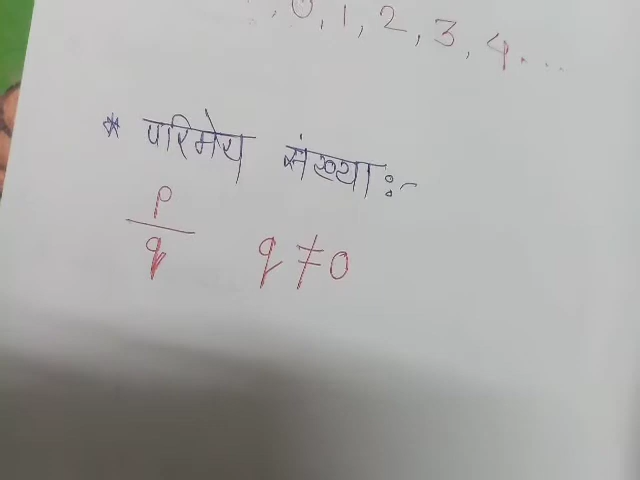 0, 1, 2, 3, 4...
* परिमेय संख्या :-
p
q q ≠ 0